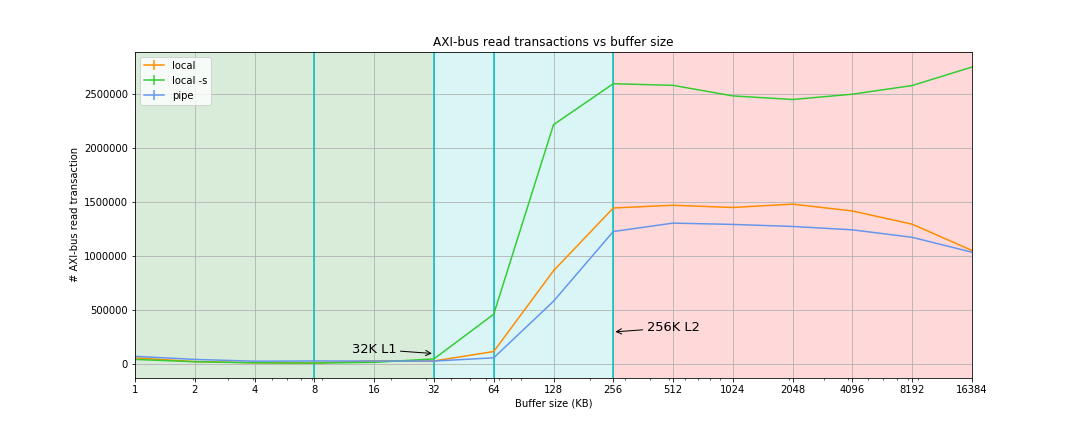 AXI-bus read transactions vs buffer size
local
local -s
pipe
# AXI-bus read transaction
2500000
2000000
1500000
1000000
500000
0
32K L1
256K L2
1 2 4 8 16 32 64 128 256 512 1024 2048 4096 8192 16384
Buffer size (KB)